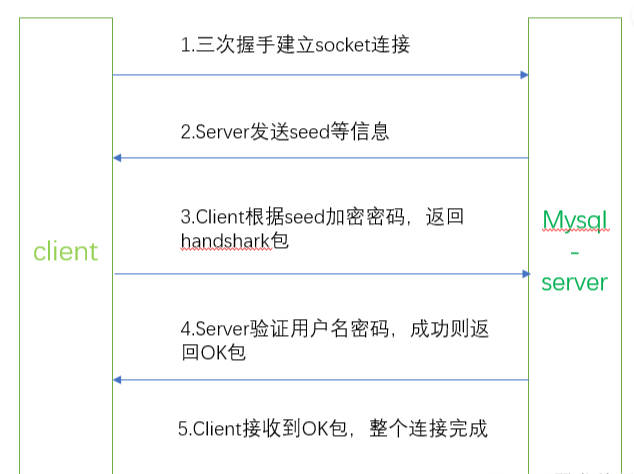 1.三次握手建立socket连接
2.Server发送seed等信息
3.Client根据seed加密密码，返回
handshark包
client
Mysql
-
server
4.Server验证用户名密码，成功则返
回OK包
5.Client接收到OK包，整个连接完成